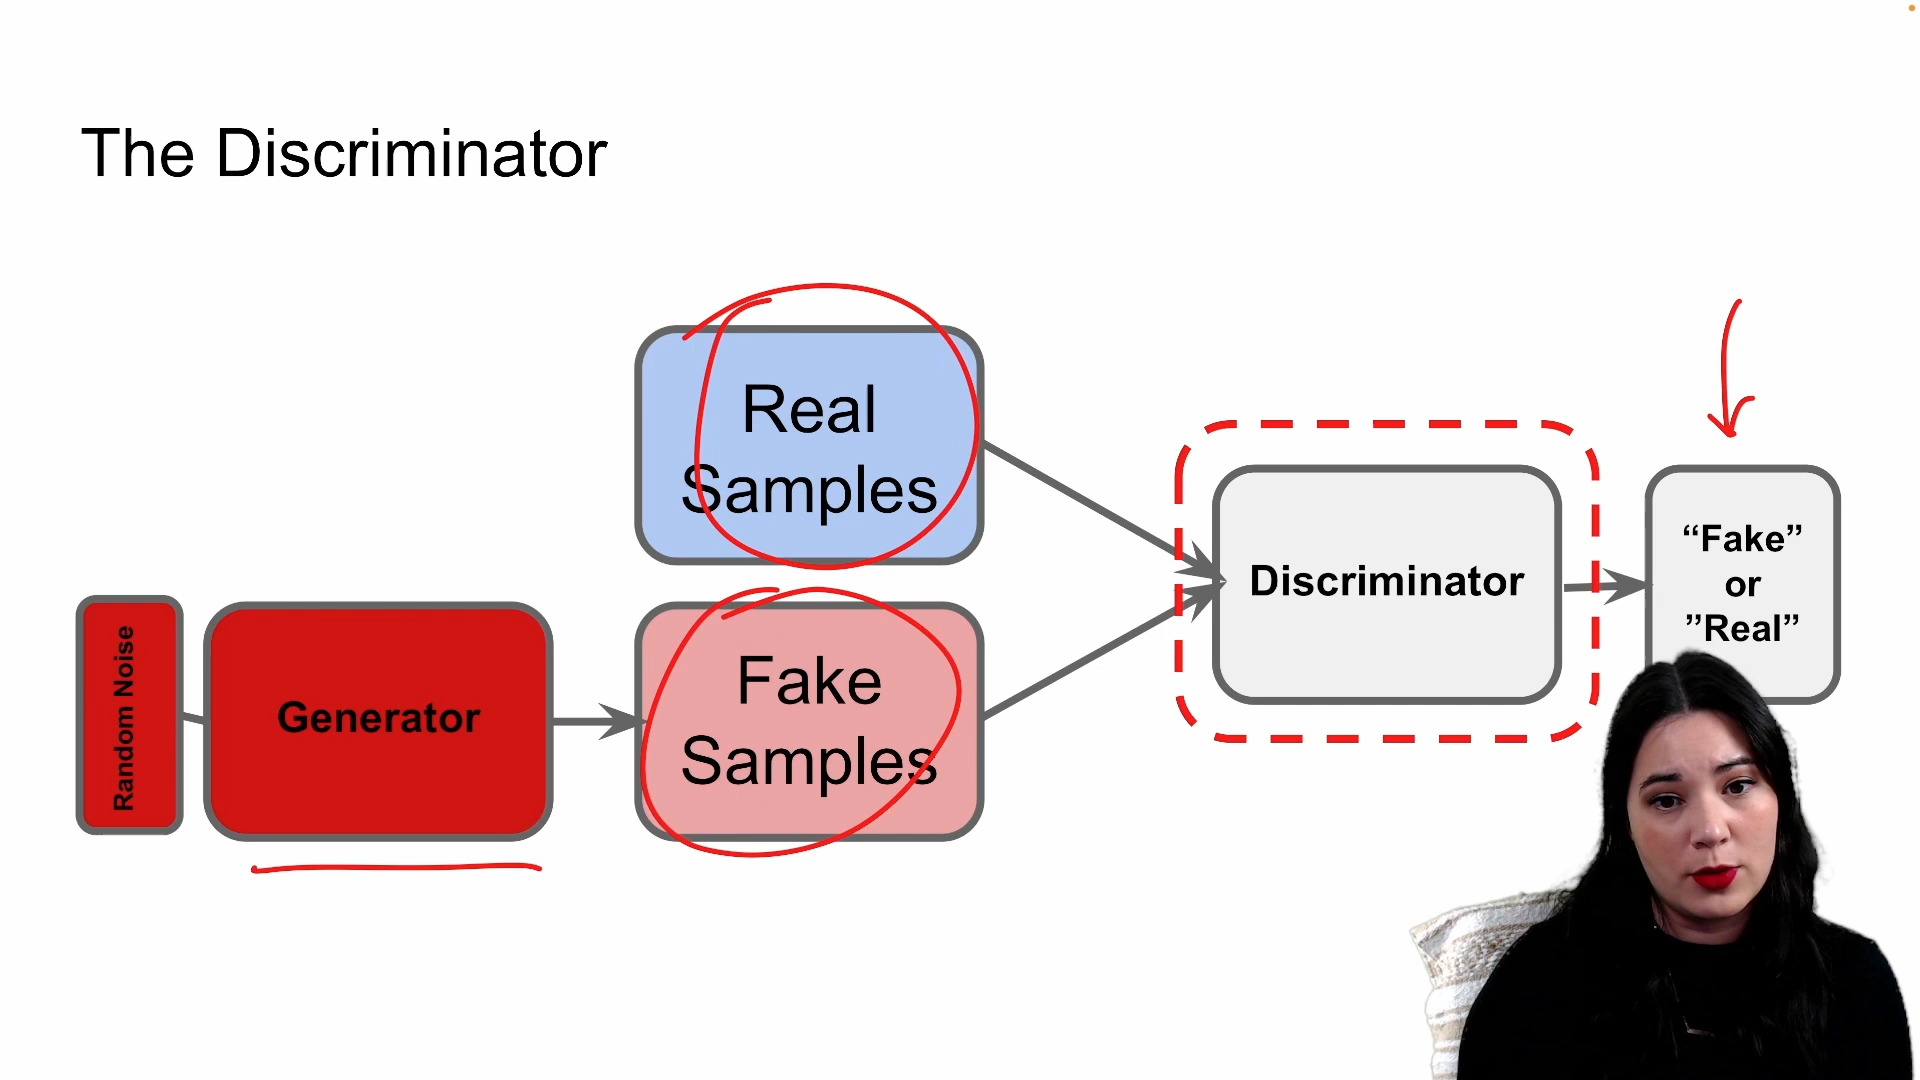 The Discriminator
Real
Samples
Random Noise
Generator
Fake
Samples
Discriminator
“Fake”
or
”Real”